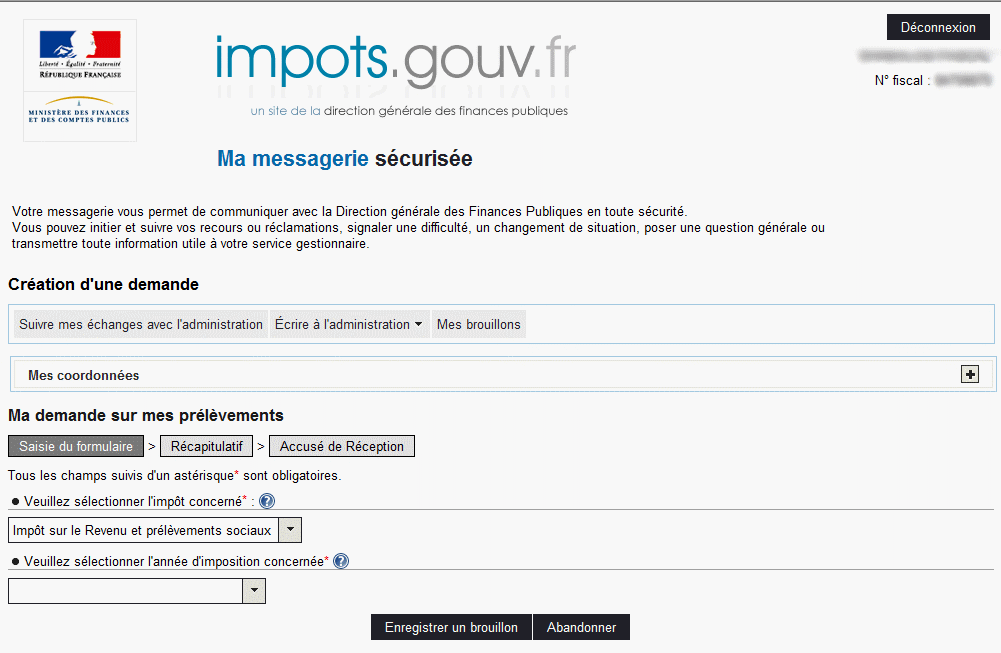 Déconnexion
Liberté • Égalité • Fraternité
RÉPUBLIQUE FRANÇAISE
MINISTÈRE DES FINANCES
ET DES COMPTES PUBLICS
impots.gouv.fr
un site de la direction générale des finances publiques
N° fiscal :
Ma messagerie sécurisée
Votre messagerie vous permet de communiquer avec la Direction générale des Finances Publiques en toute sécurité.
Vous pouvez initier et suivre vos recours ou réclamations, signaler une difficulté, un changement de situation, poser une question générale ou
transmettre toute information utile à votre service gestionnaire.
Création d'une demande
Suivre mes échanges avec l'administration Écrire à l'administration Mes brouillons
Mes coordonnées
Ma demande sur mes prélèvements
Saisie du formulaire > Récapitulatif > Accusé de Réception
Tous les champs suivis d'un astérisque* sont obligatoires.
● Veuillez sélectionner l'impôt concerné* : ?
Impôt sur le Revenu et prélèvements sociaux
● Veuillez sélectionner l'année d'imposition concernée* ?
Enregistrer un brouillon Abandonner